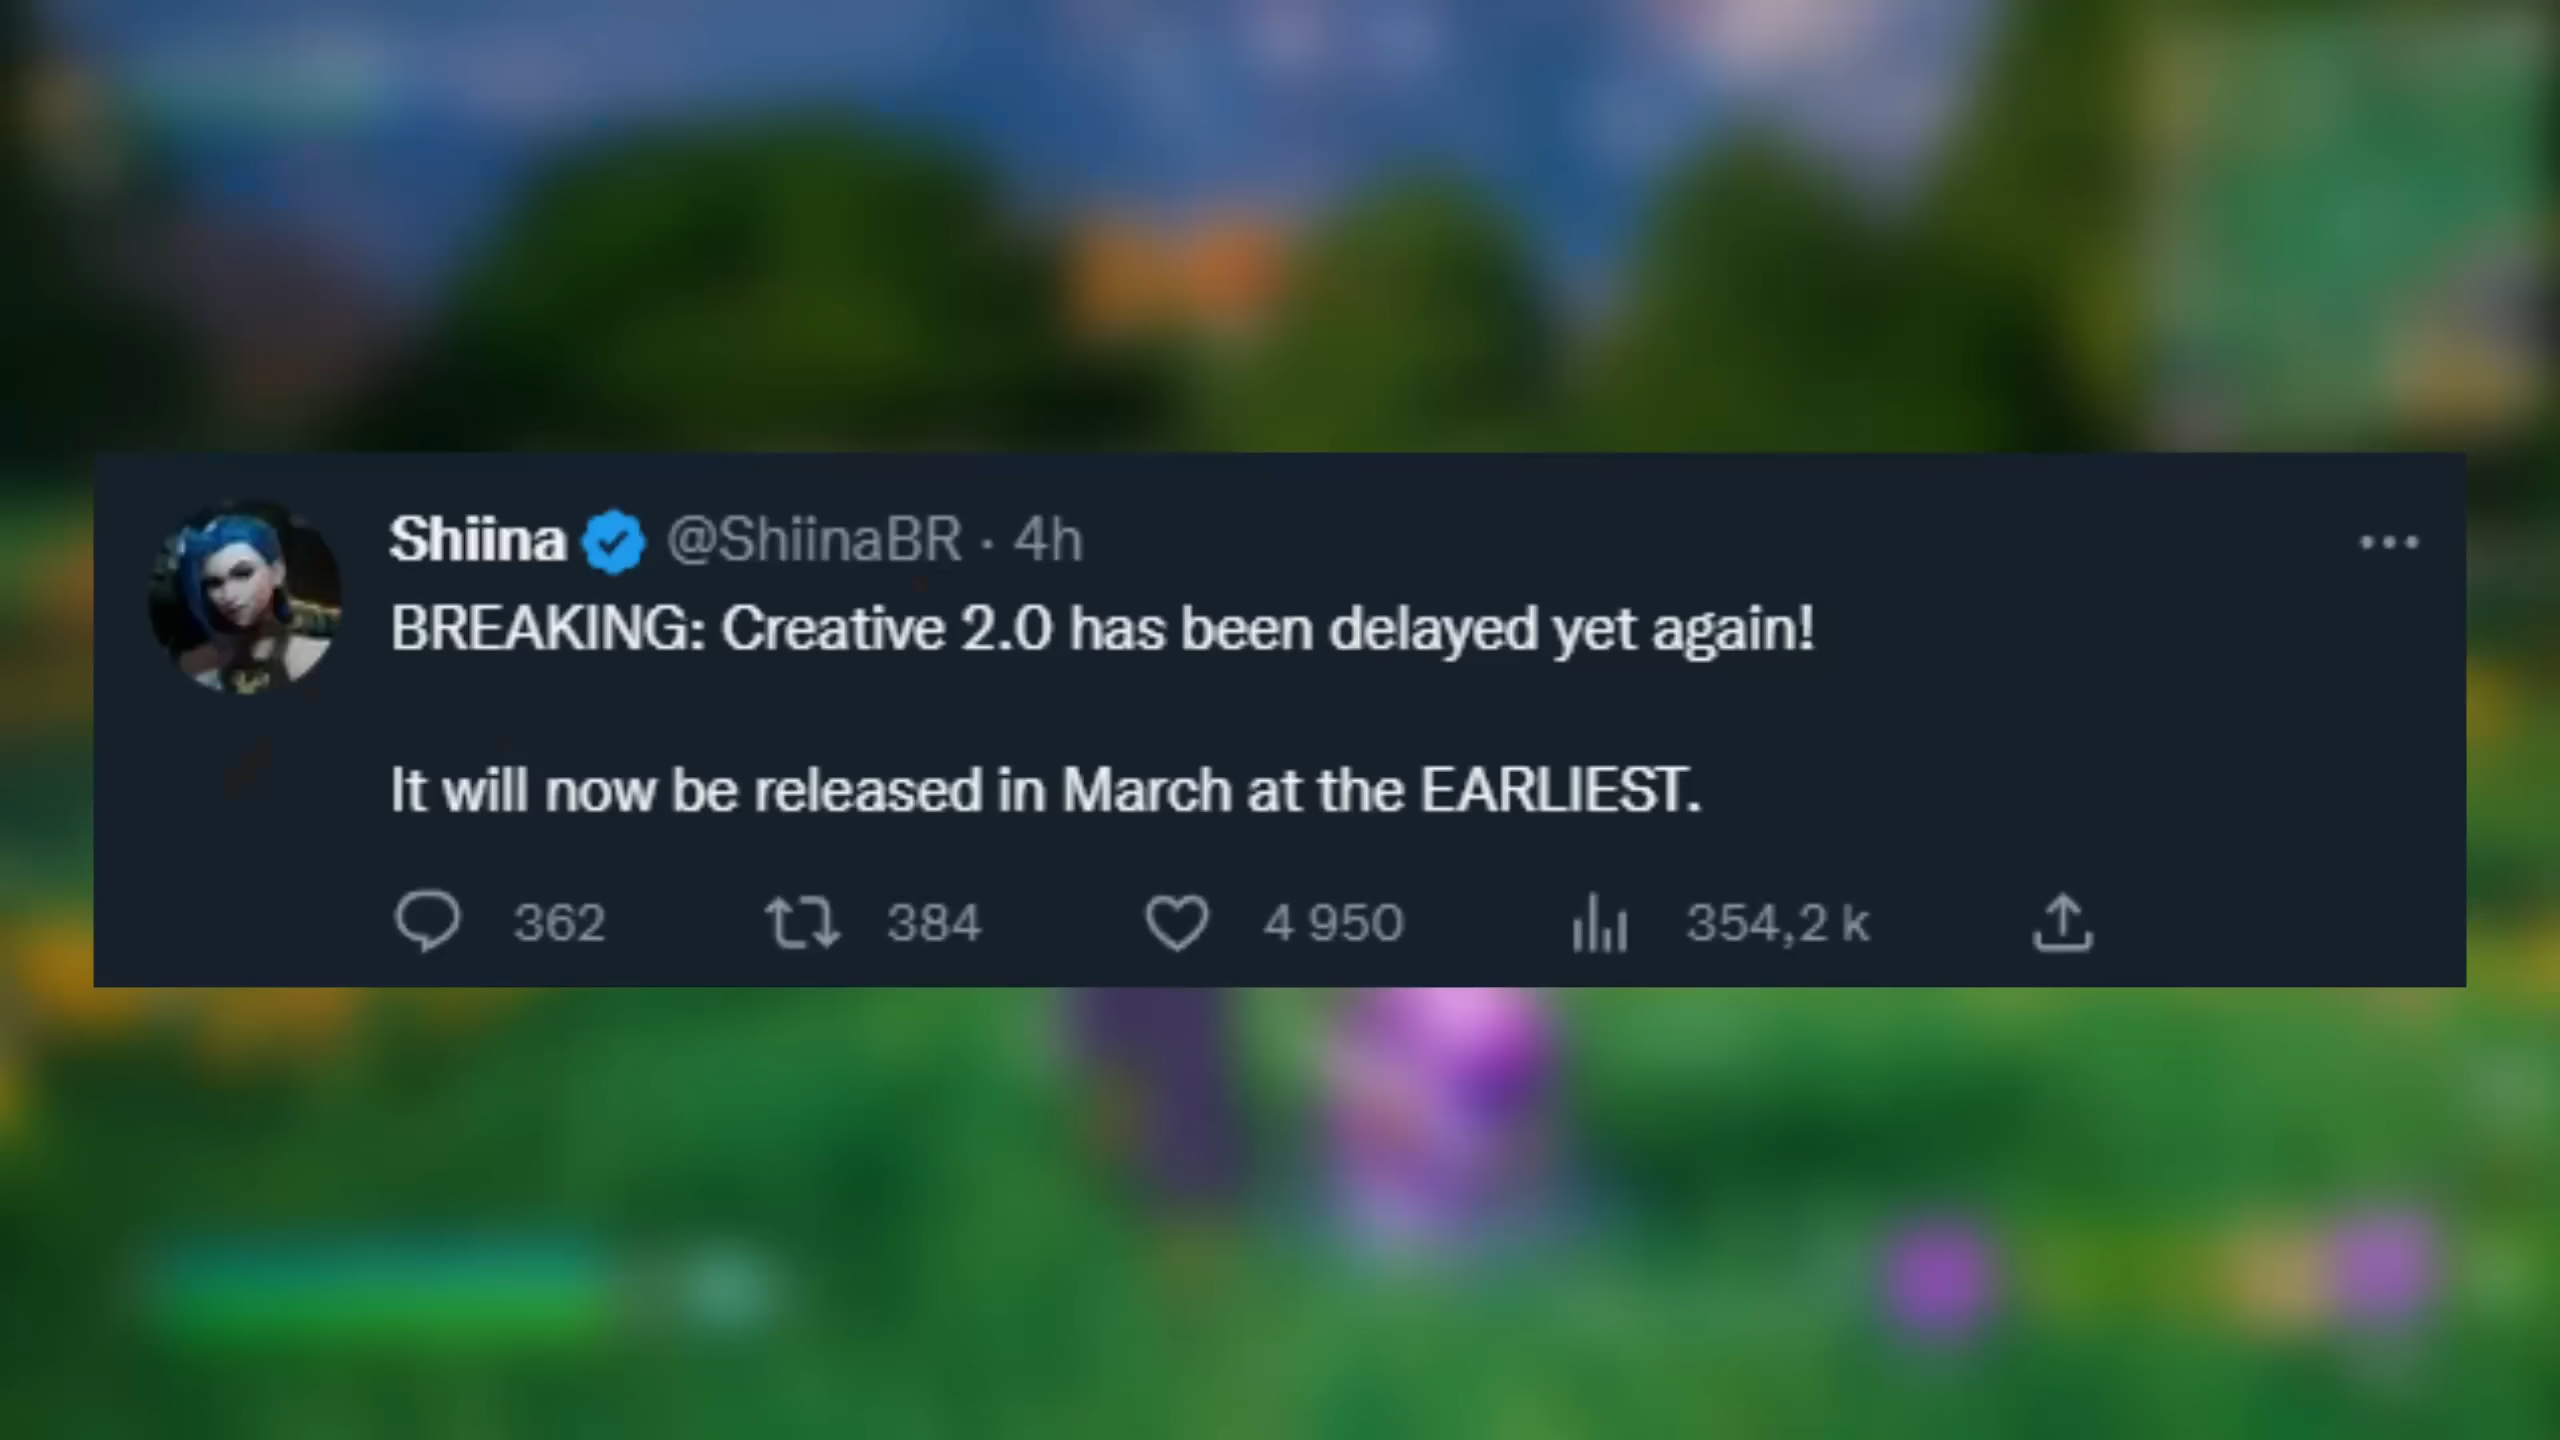 Shiina @ShiinaBR · 4h
BREAKING: Creative 2.0 has been delayed yet again!
It will now be released in March at the EARLIEST.
362 384 4 950 354,2 k